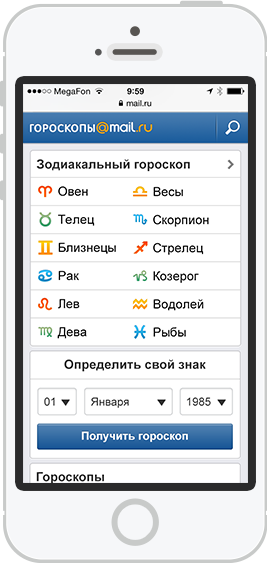 MegaFon 9:59
mail.ru
ГОРОСКОПЫ@mail.ru
Зодиакальный гороскоп
Овен Весы
Телец Скорпион
Близнецы Стрелец
Рак Козерог
Лев Водолей
Дева Рыбы
Определить свой знак
01 Января 1985
Получить гороскоп
Гороскопы